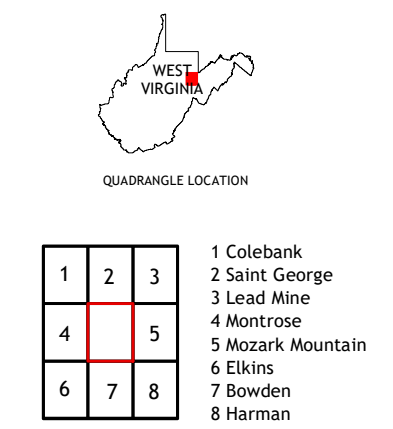 WEST
VIRGINIA
QUADRANGLE LOCATION
1 2 3
4 5
6 7 8
1 Colebank
2 Saint George
3 Lead Mine
4 Montrose
5 Mozark Mountain
6 Elkins
7 Bowden
8 Harman